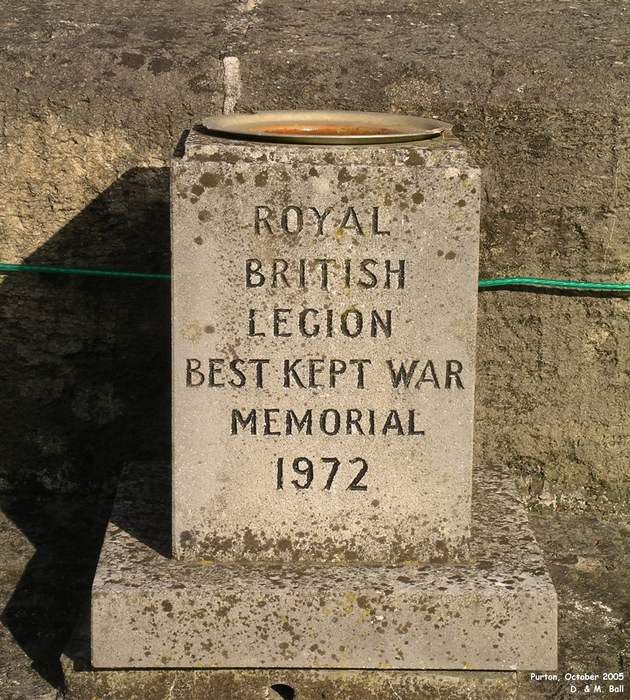 ROYAL
BRITISH
LEGION
BEST KEPT WAR
MEMORIAL
1972
Purton, October 2005
D. & M. Ball